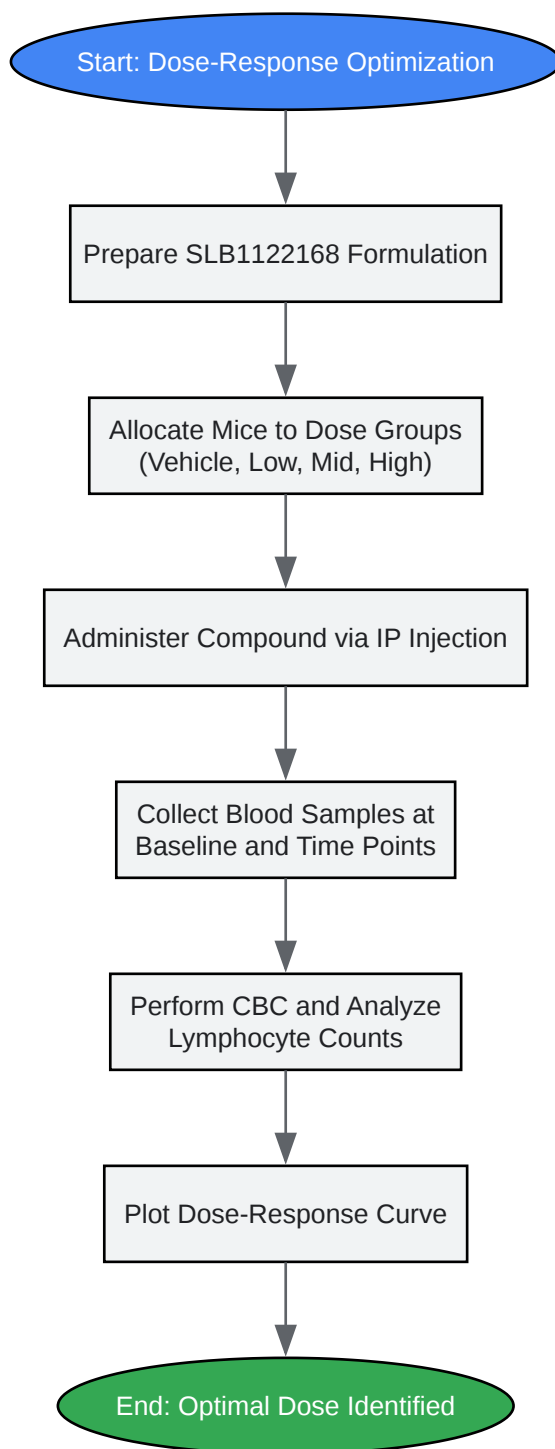 Start: Dose-Response Optimization
Prepare SLB1122168 Formulation
Allocate Mice to Dose Groups
(Vehicle, Low, Mid, High)
Administer Compound via IP Injection
Collect Blood Samples at
Baseline and Time Points
Perform CBC and Analyze
Lymphocyte Counts
Plot Dose-Response Curve
End: Optimal Dose Identified